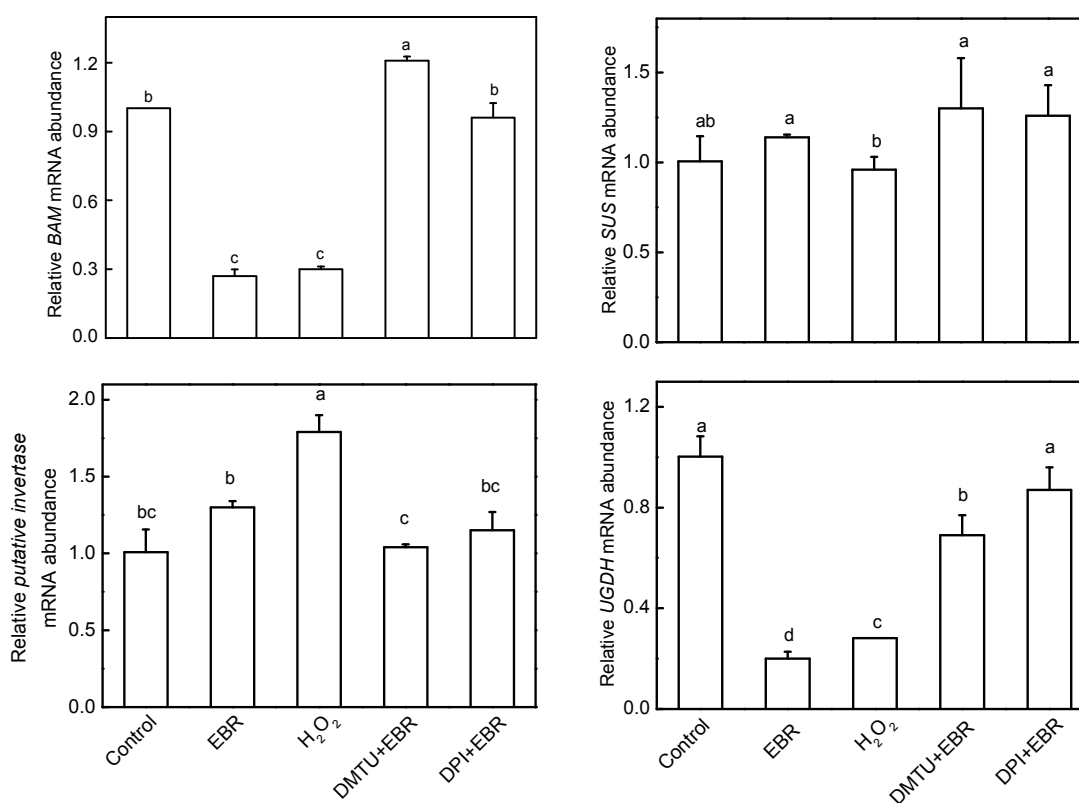 Relative BAM mRNA abundance
1.2
0.9
0.6
0.3
0.0
b
c
c
a
b
Relative SUS mRNA abundance
1.5
1.0
0.5
0.0
ab
a
b
a
a
Relative putative invertase
mRNA abundance
2.0
1.5
1.0
0.5
0.0
bc
b
a
c
bc
Control
EBR
H2O2
DMTU+EBR
DPI+EBR
Relative UGDH mRNA abundance
1.2
0.8
0.4
0.0
a
d
c
b
a
Control
EBR
H2O2
DMTU+EBR
DPI+EBR